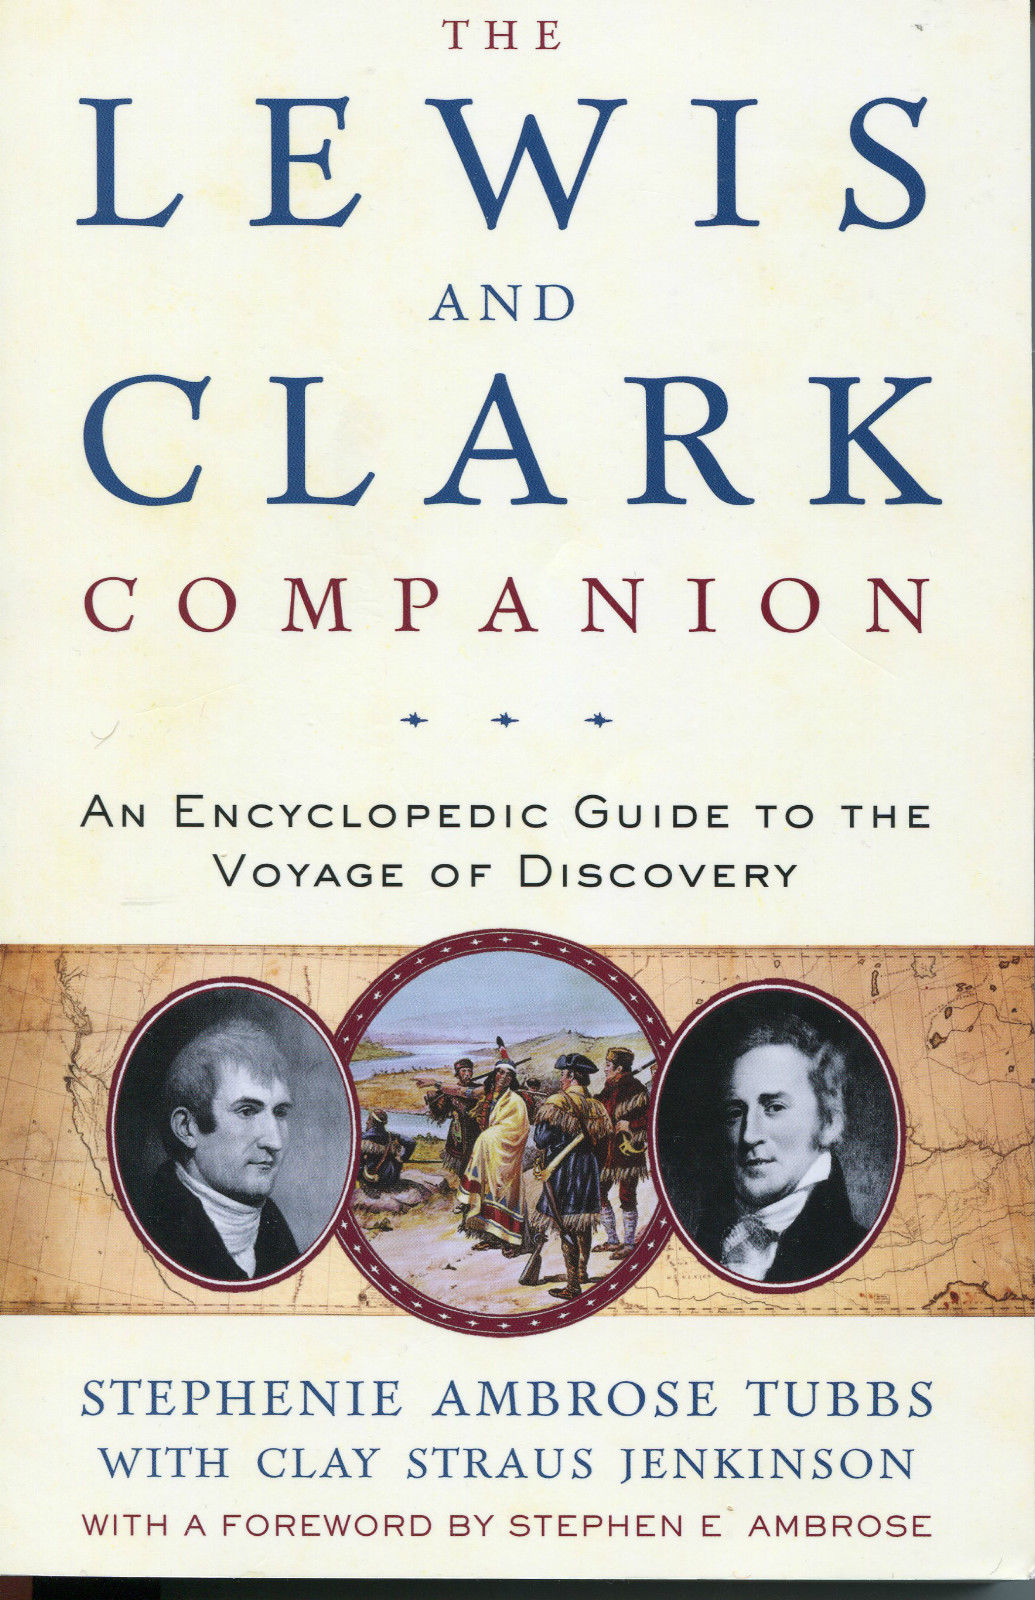 THE
LEWIS
AND
CLARK
COMPANION
AN ENCYCLOPEDIC GUIDE TO THE
VOYAGE OF DISCOVERY
STEPHENIE AMBROSE TUBBS
WITH CLAY STRAUS JENKINSON
WITH A FOREWORD BY STEPHEN E AMBROSE